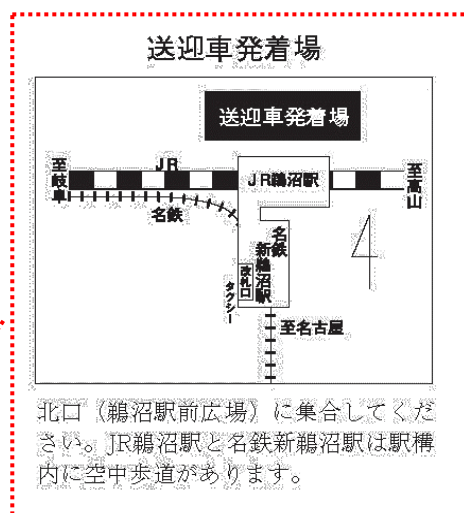 送迎車発着場
送迎車発着場
至岐阜
JR
JR鵜沼駅
至高山
名鉄
名鉄
新鵜沼駅
改札口
タクシー
至名古屋
北口（鵜沼駅前広場）に集合してくだ
さい。JR鵜沼駅と名鉄新鵜沼駅は駅構
内に空中歩道があります。